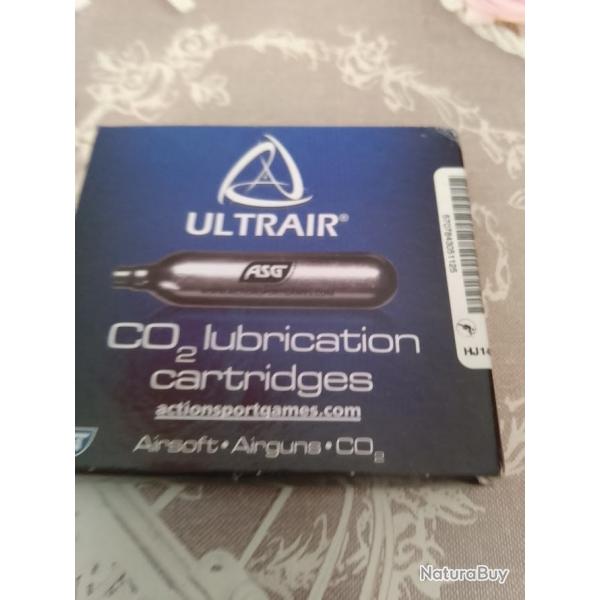 ULTRAIR®
ASG
CO₂ lubrication
cartridges
actionsportgames.com
Airsoft • Airguns • CO₂
HJ14
NaturaBuy